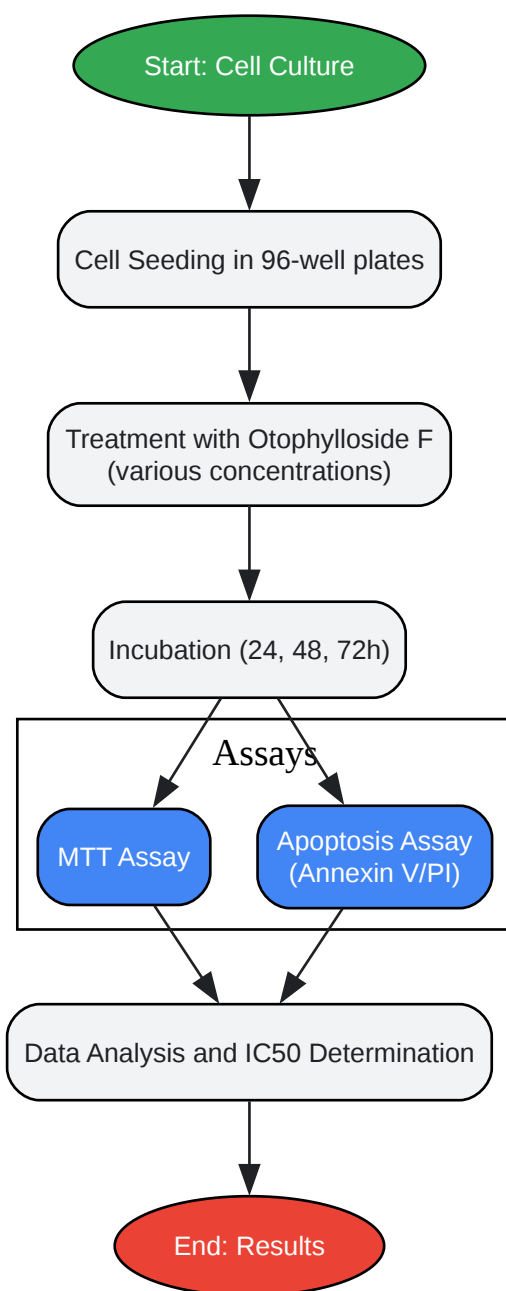 Start: Cell Culture
Cell Seeding in 96-well plates
Treatment with Otophylloside F
(various concentrations)
Incubation (24, 48, 72h)
Assays
MTT Assay
Apoptosis Assay
(Annexin V/PI)
Data Analysis and IC50 Determination
End: Results